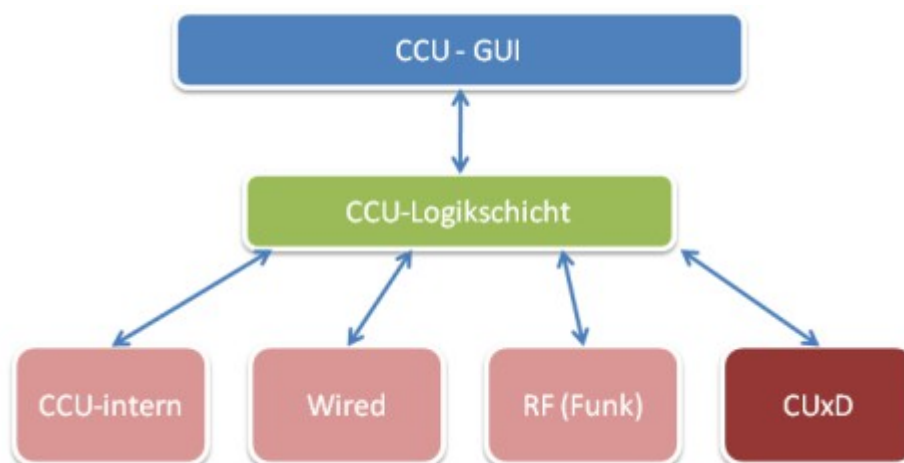 CCU - GUI
CCU-Logikschicht
CCU-intern
Wired
RF (Funk)
CUxD